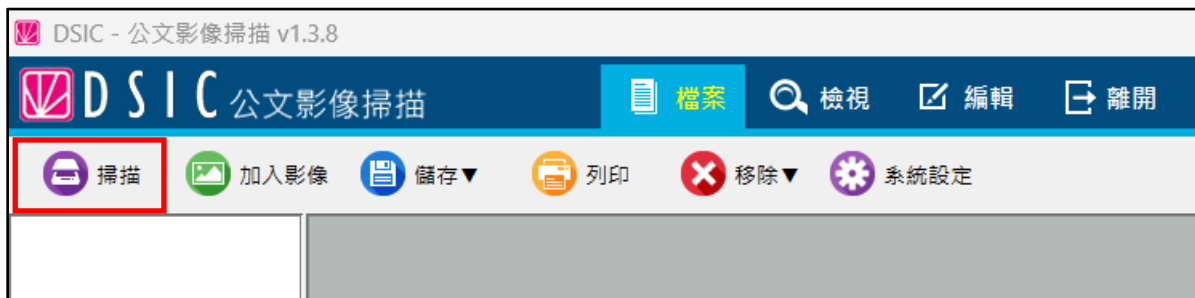 DSIC - 公文影像掃描 v1.3.8
DSIC 公文影像掃描 檔案 檢視 編輯 離開
掃描 加入影像 儲存▼ 列印 移除▼ 系統設定